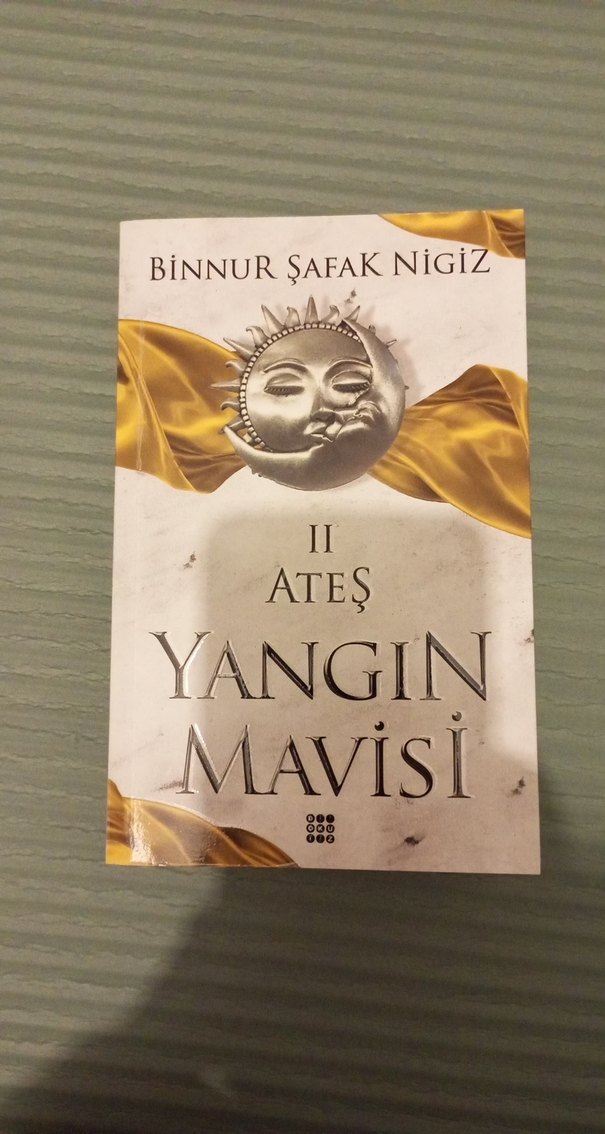 BİNNUR ŞAFAK NİGİZ
II
ATEŞ
YANGIN
MAVİSİ